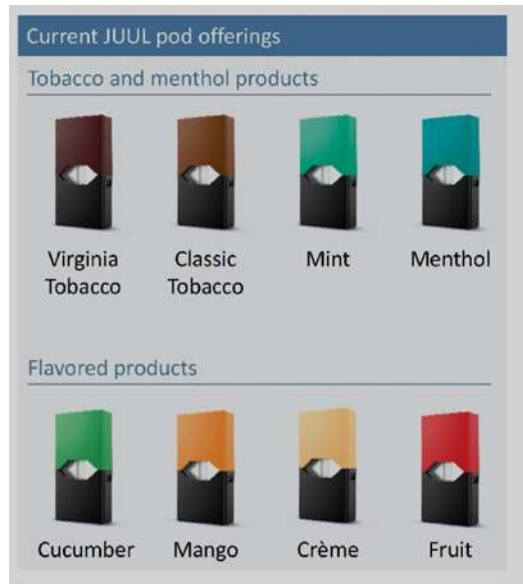 Current JUUL pod offerings
Tobacco and menthol products
Virginia
Tobacco
Classic
Tobacco
Mint
Menthol
Flavored products
Cucumber
Mango
Crème
Fruit